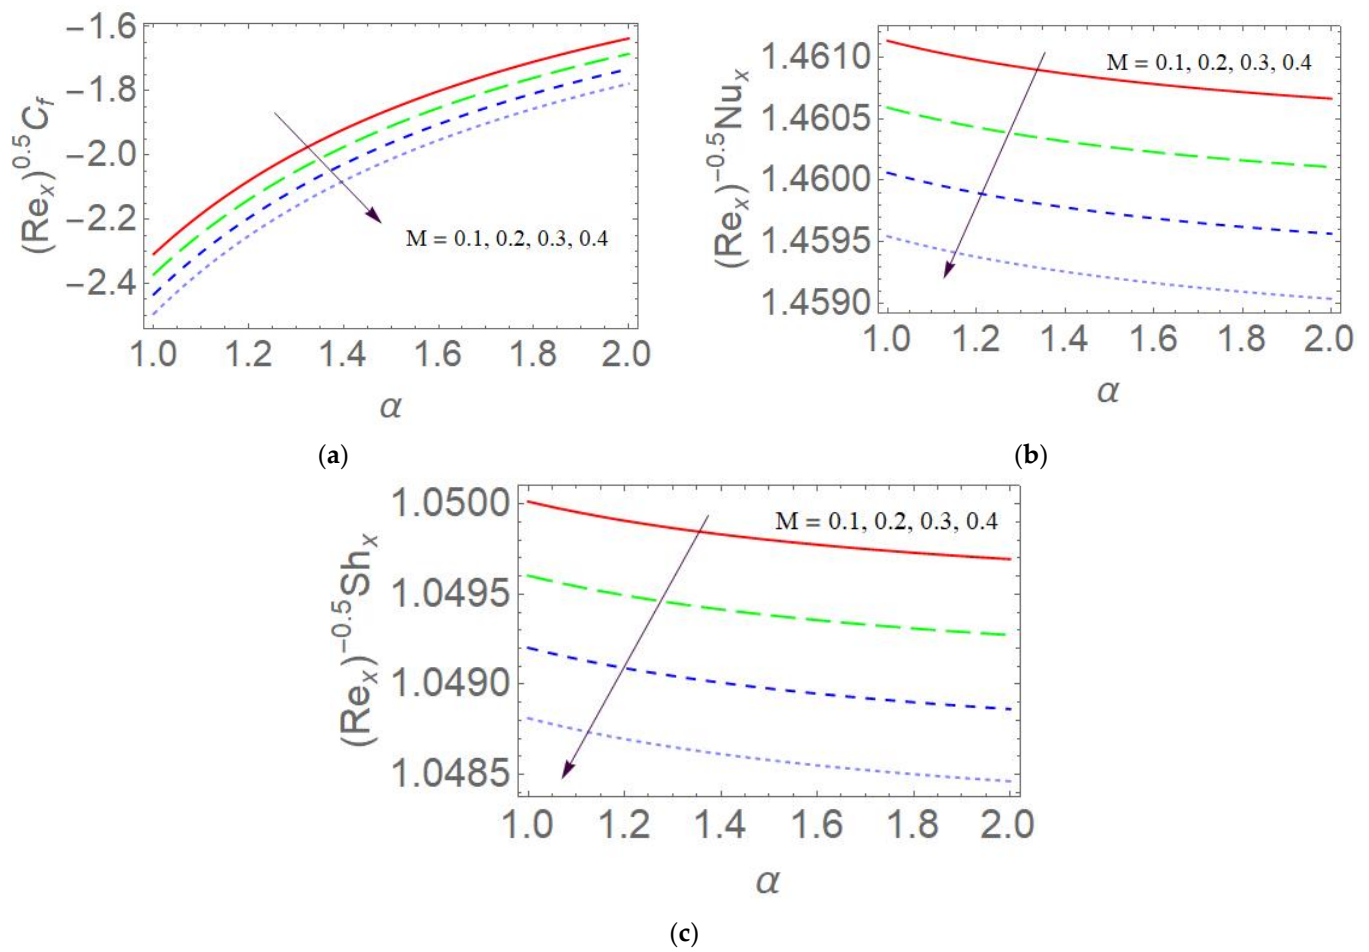 (Re_x)^0.5 C_f
−1.6
−1.8
−2.0
−2.2
−2.4
M = 0.1, 0.2, 0.3, 0.4
1.0 1.2 1.4 1.6 1.8 2.0
α
(a)
(Re_x)^−0.5 Nu_x
1.4610
1.4605
1.4600
1.4595
1.4590
M = 0.1, 0.2, 0.3, 0.4
1.0 1.2 1.4 1.6 1.8 2.0
α
(b)
(Re_x)^−0.5 Sh_x
1.0500
1.0495
1.0490
1.0485
M = 0.1, 0.2, 0.3, 0.4
1.0 1.2 1.4 1.6 1.8 2.0
α
(c)